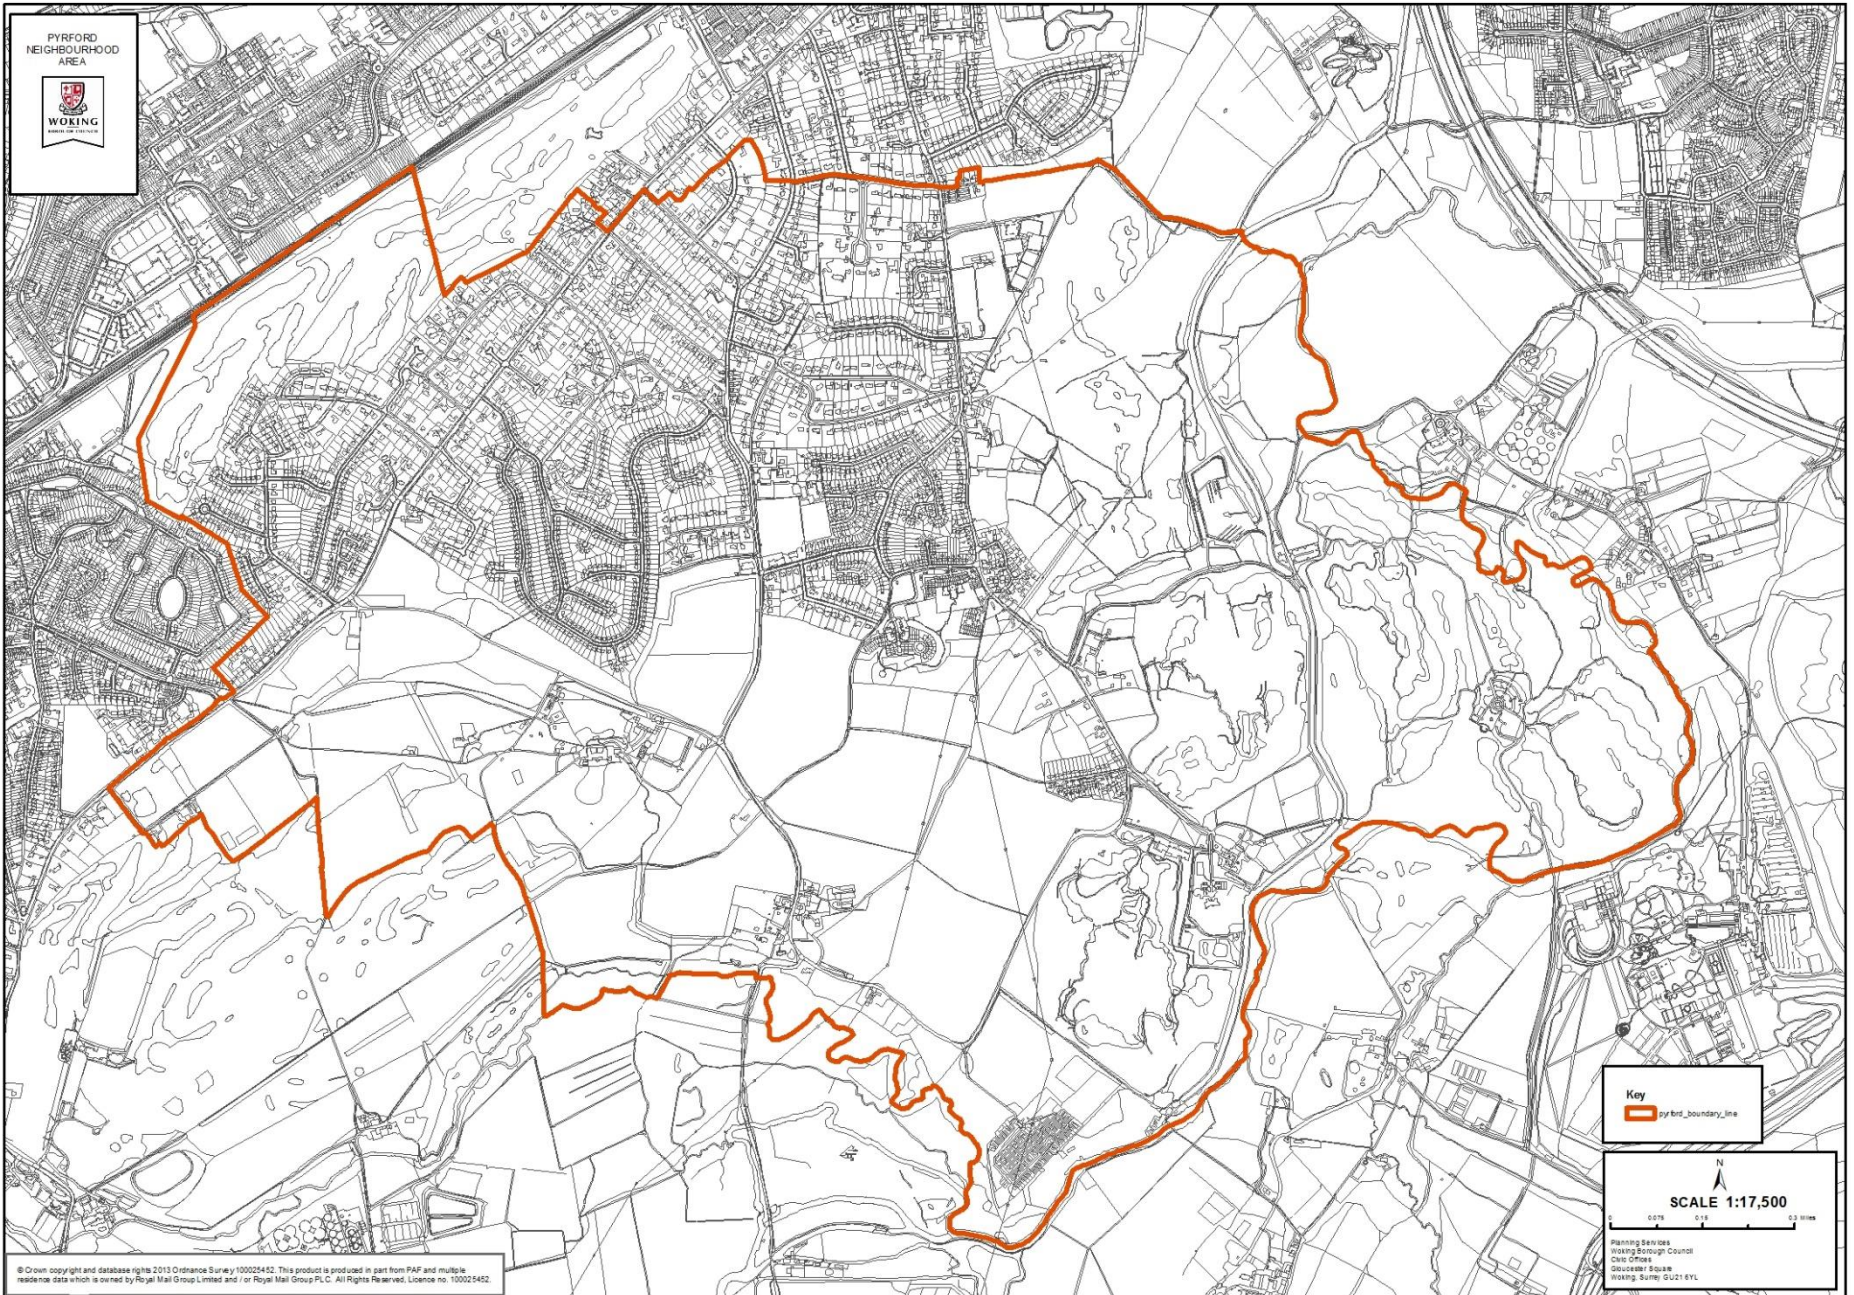 PYRFORD
NEIGHBOURHOOD
AREA
WOKING
BOROUGH COUNCIL
Key
pyrford_boundary_line
N
SCALE 1:17,500
0 0.075 0.15 0.3 Miles
Planning Services
Woking Borough Council
Civic Offices
Gloucester Square
Woking, Surrey GU21 6YL
© Crown copyright and database rights 2013 Ordnance Survey 100025452. This product is produced in part from PAF and multiple
residence data which is owned by Royal Mail Group Limited and / or Royal Mail Group PLC. All Rights Reserved, Licence no. 100025452.